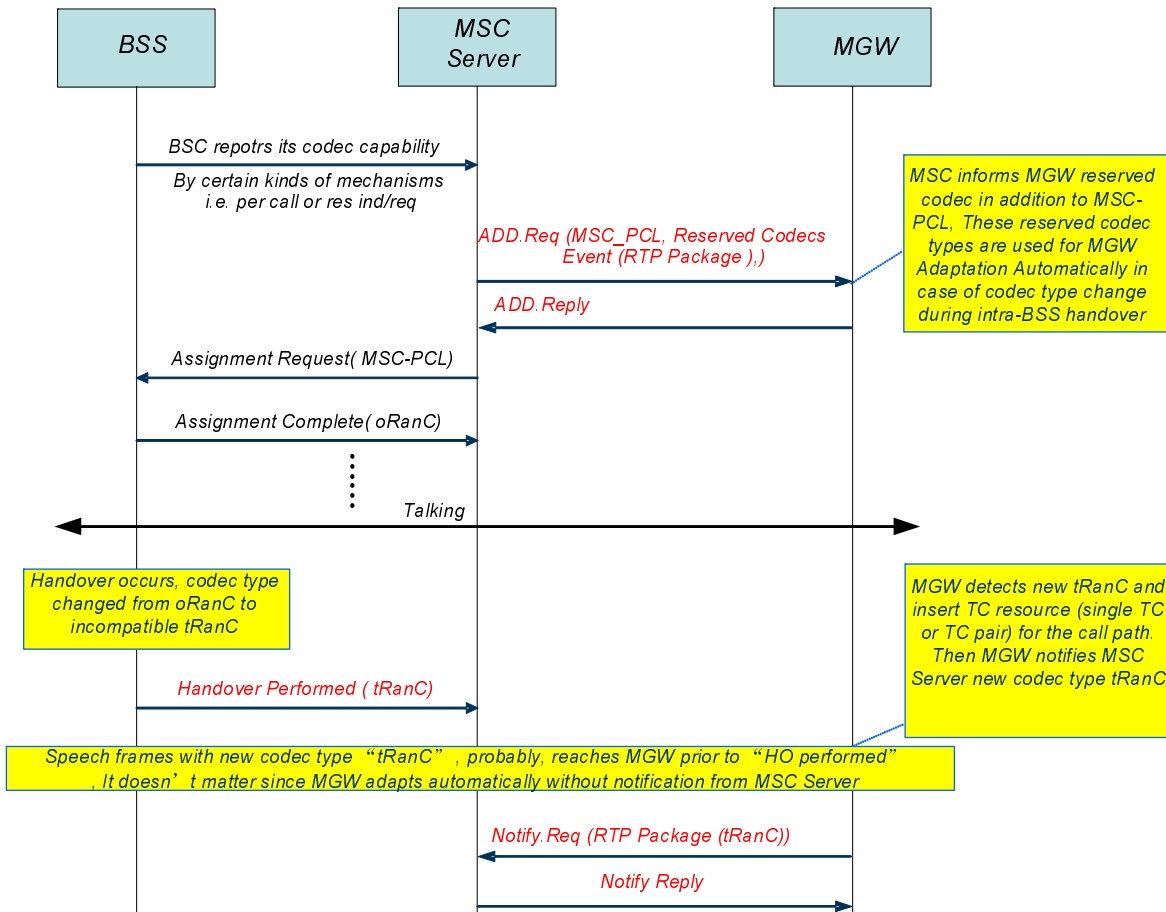 BSS
MSC
Server
MGW
BSC repotrs its codec capability
By certain kinds of mechanisms
i.e. per call or res ind/req
MSC informs MGW reserved
codec in addition to MSC-
PCL, These reserved codec
types are used for MGW
Adaptation Automatically in
case of codec type change
during intra-BSS handover
ADD.Req (MSC_PCL, Reserved Codecs
Event (RTP Package ),)
ADD.Reply
Assignment Request( MSC-PCL)
Assignment Complete( oRanC)
Talking
Handover occurs, codec type
changed from oRanC to
incompatible tRanC
MGW detects new tRanC and
insert TC resource (single TC
or TC pair) for the call path.
Then MGW notifies MSC
Server new codec type tRanC
Handover Performed ( tRanC)
Speech frames with new codec type “tRanC” , probably, reaches MGW prior to “HO performed”
, It doesn’t matter since MGW adapts automatically without notification from MSC Server
Notify.Req (RTP Package (tRanC))
Notify Reply